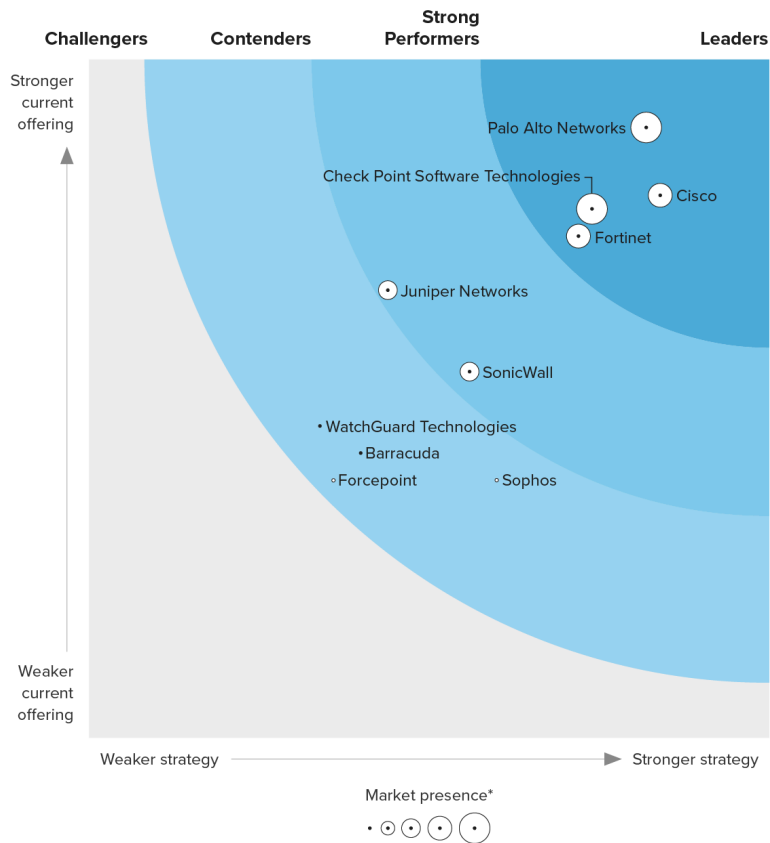 Challengers
Contenders
Strong
Performers
Leaders
Stronger
current
offering
Palo Alto Networks
Check Point Software Technologies
Cisco
Fortinet
Juniper Networks
SonicWall
WatchGuard Technologies
Barracuda
Forcepoint
Sophos
Weaker
current
offering
Weaker strategy
Stronger strategy
Market presence*